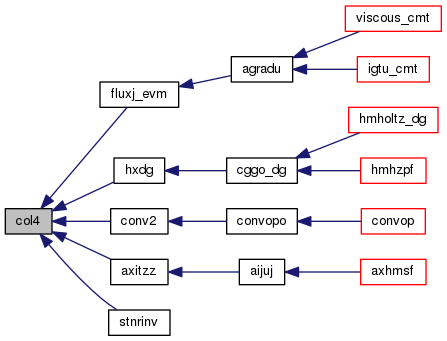 viscous_cmt
agradu
igtu_cmt
fluxj_evm
hmholtz_dg
hxdg
cggo_dg
hmhzpf
col4
conv2
convopo
convop
axitzz
aijuj
axhmsf
stnrinv